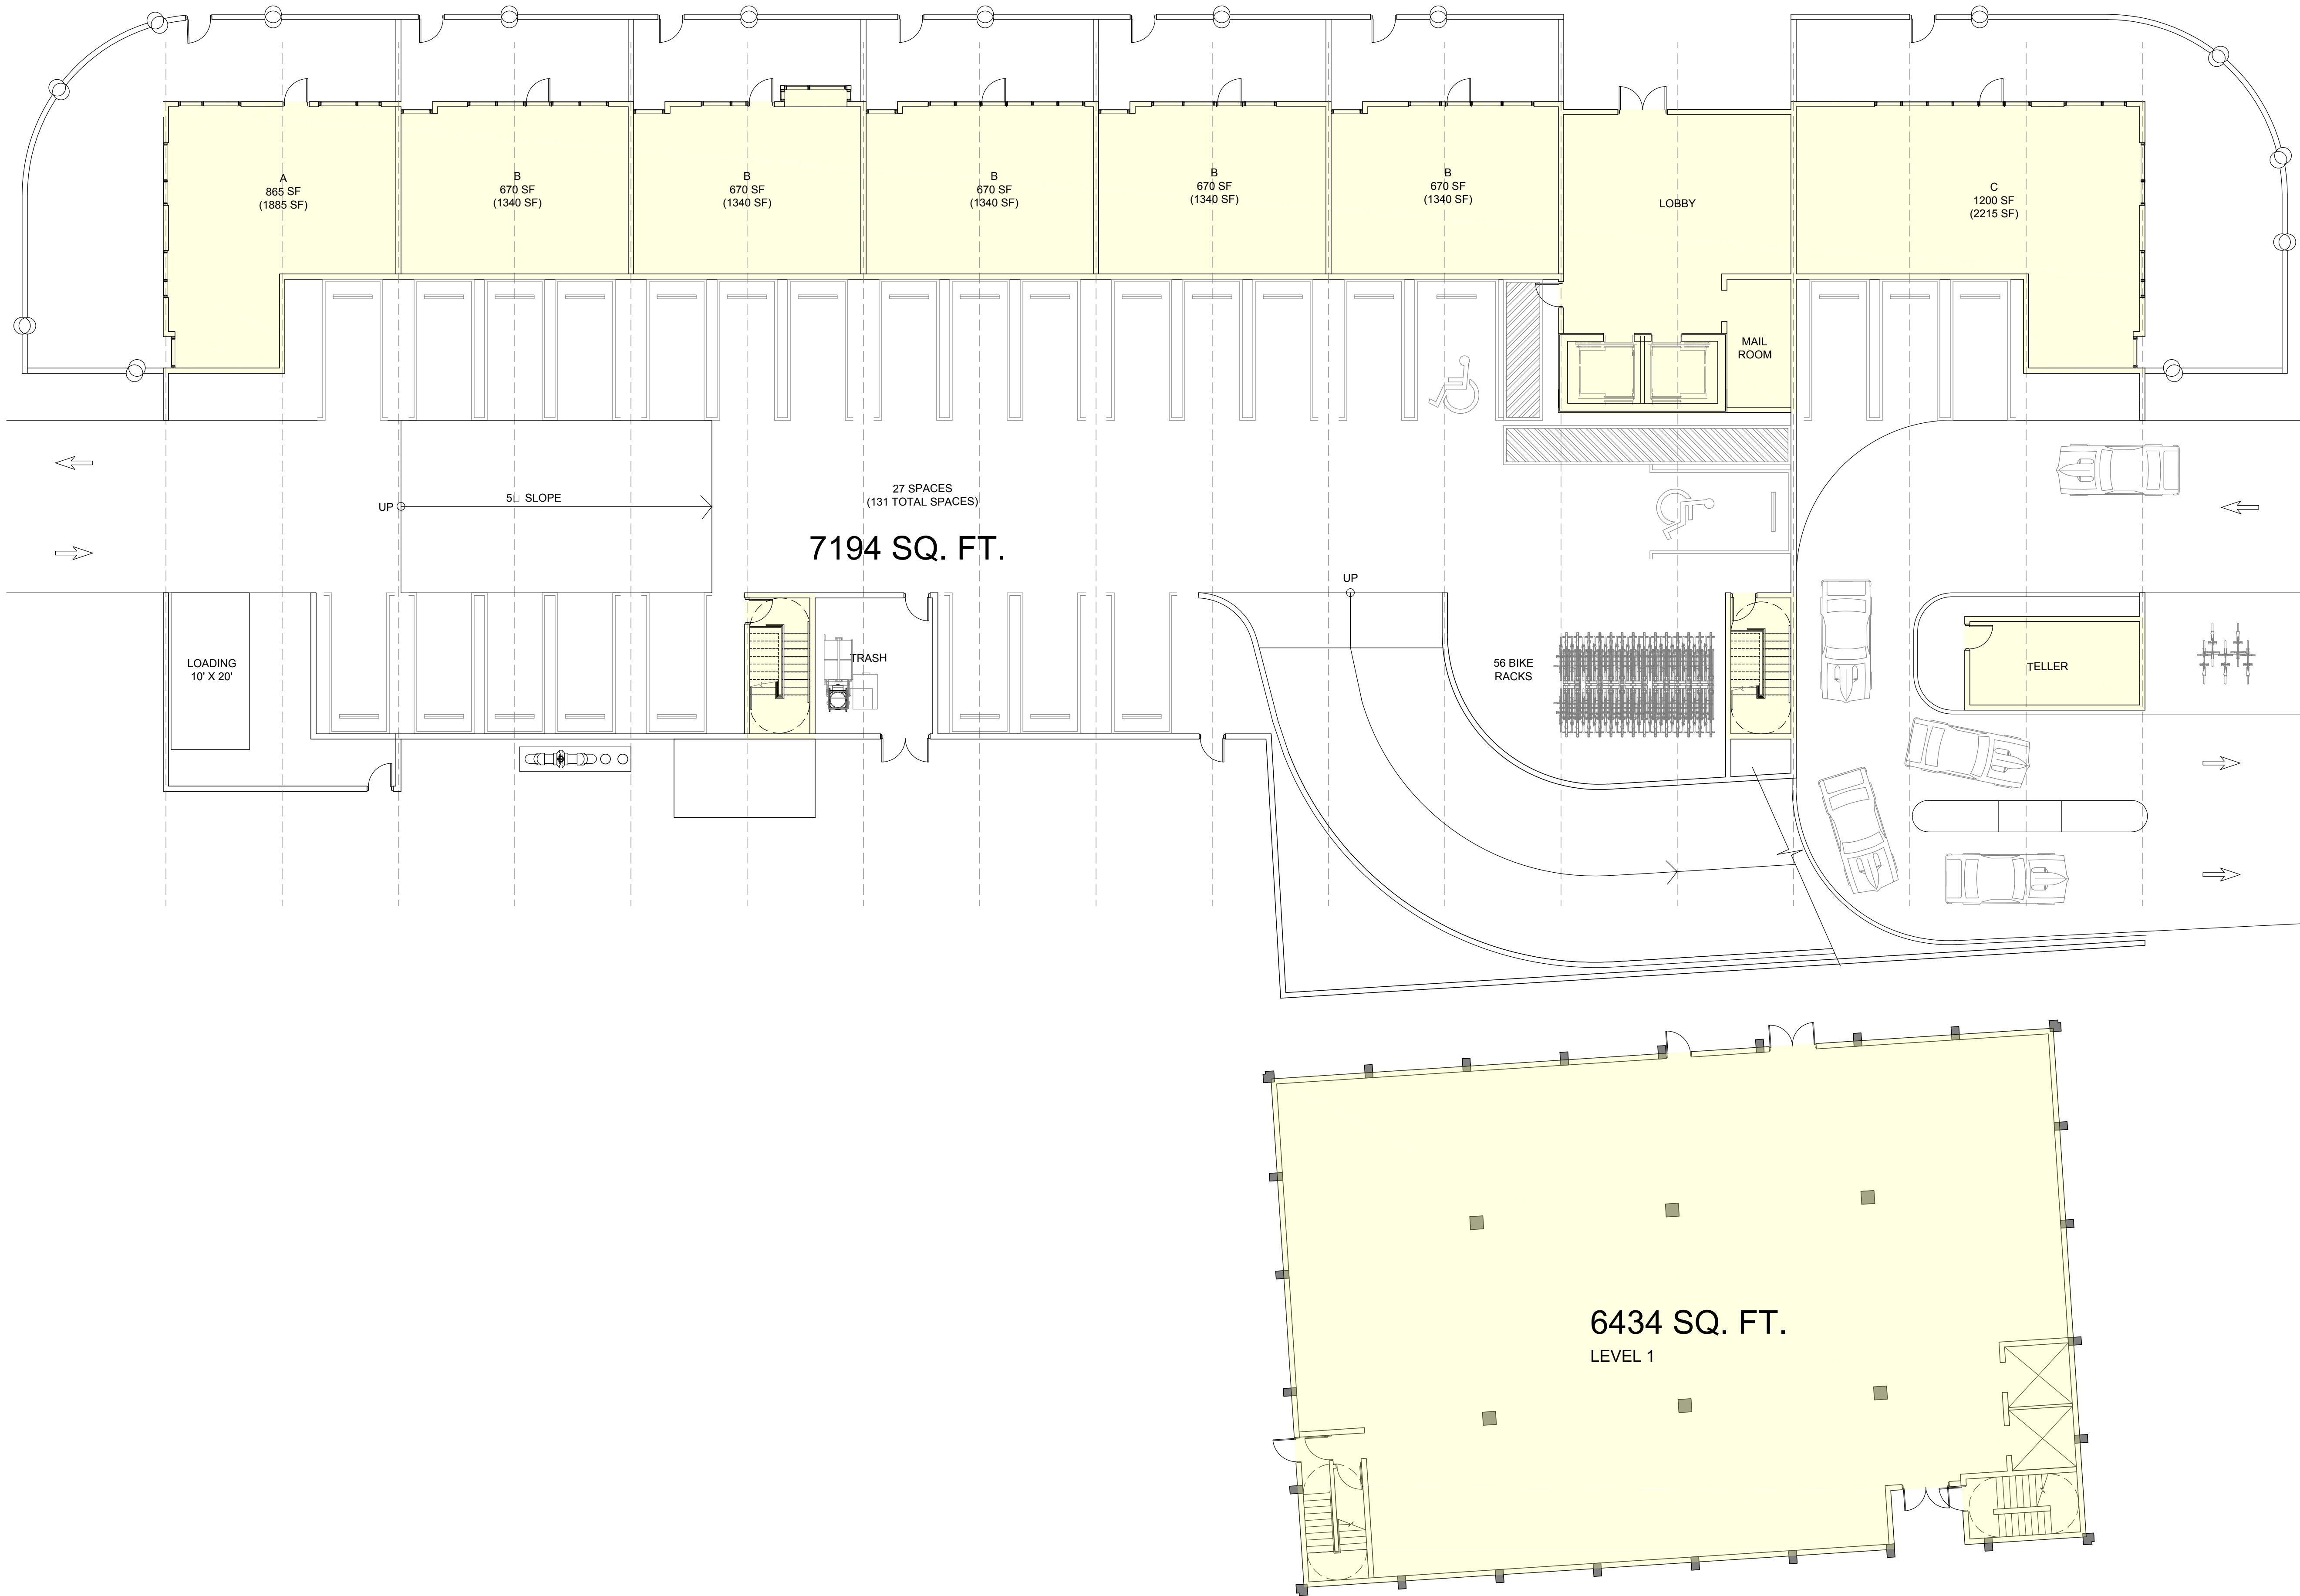 A
865 SF
(1885 SF)
B
670 SF
(1340 SF)
B
670 SF
(1340 SF)
B
670 SF
(1340 SF)
B
670 SF
(1340 SF)
B
670 SF
(1340 SF)
LOBBY
C
1200 SF
(2215 SF)
MAIL
ROOM
UP
5□ SLOPE
27 SPACES
(131 TOTAL SPACES)
7194 SQ. FT.
UP
LOADING
10' X 20'
TRASH
56 BIKE
RACKS
TELLER
6434 SQ. FT.
LEVEL 1